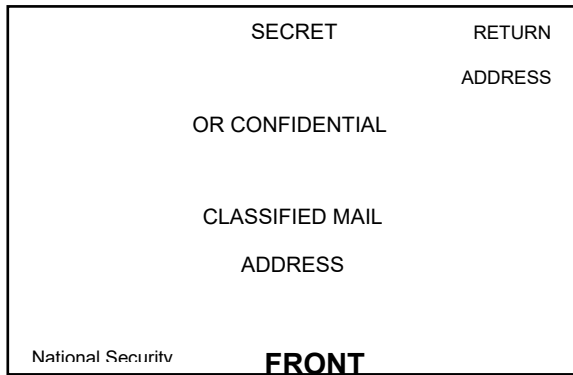 SECRET RETURN
ADDRESS
OR CONFIDENTIAL
CLASSIFIED MAIL
ADDRESS
National Security FRONT